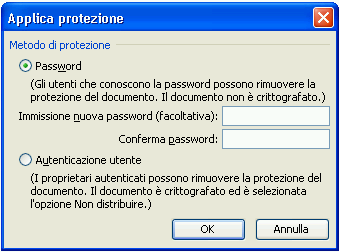 Applica protezione
Metodo di protezione
Password
(Gli utenti che conoscono la password possono rimuovere la
protezione del documento. Il documento non è crittografato.)
Immissione nuova password (facoltativa):
Conferma password:
Autenticazione utente
(I proprietari autenticati possono rimuovere la protezione del
documento. Il documento è crittografato ed è selezionata
l'opzione Non distribuire.)
OK
Annulla